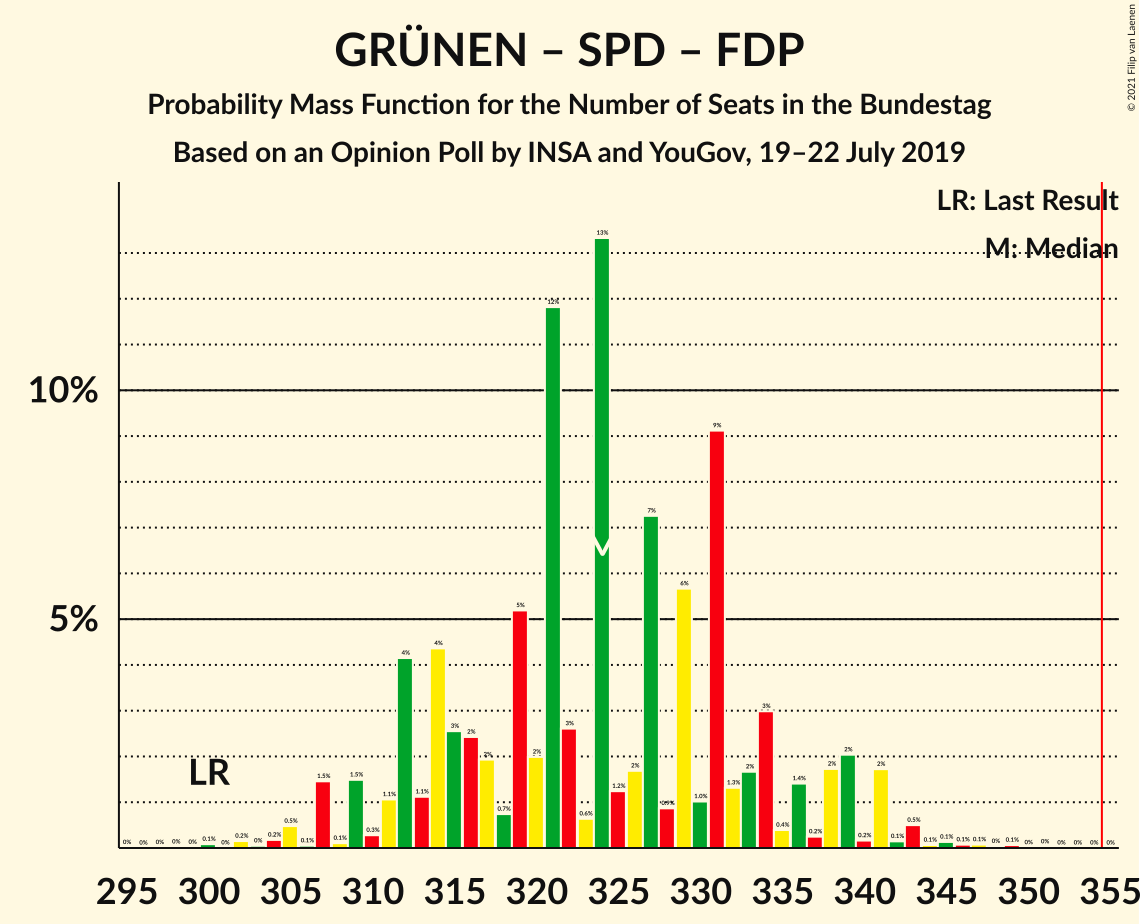 GRÜNEN – SPD – FDP
Probability Mass Function for the Number of Seats in the Bundestag
Based on an Opinion Poll by INSA and YouGov, 19–22 July 2019
© 2021 Filip van Laenen
LR: Last Result
M: Median
10%
5%
LR
M
0% 0% 0% 0% 0% 0.1% 0% 0.2% 0% 0.2% 0.5% 0.1% 1.5% 0.1% 1.5% 0.3% 1.1% 4% 1.1% 4% 3% 2% 2% 0.7% 5% 2% 12% 3% 0.6% 13% 1.2% 2% 7% 0.9% 6% 1.0% 9% 1.3% 2% 3% 0.4% 1.4% 0.2% 2% 2% 0.2% 2% 0.1% 0.5% 0.1% 0.1% 0.1% 0.1% 0% 0.1% 0% 0% 0% 0% 0% 0%
295 300 305 310 315 320 325 330 335 340 345 350 355